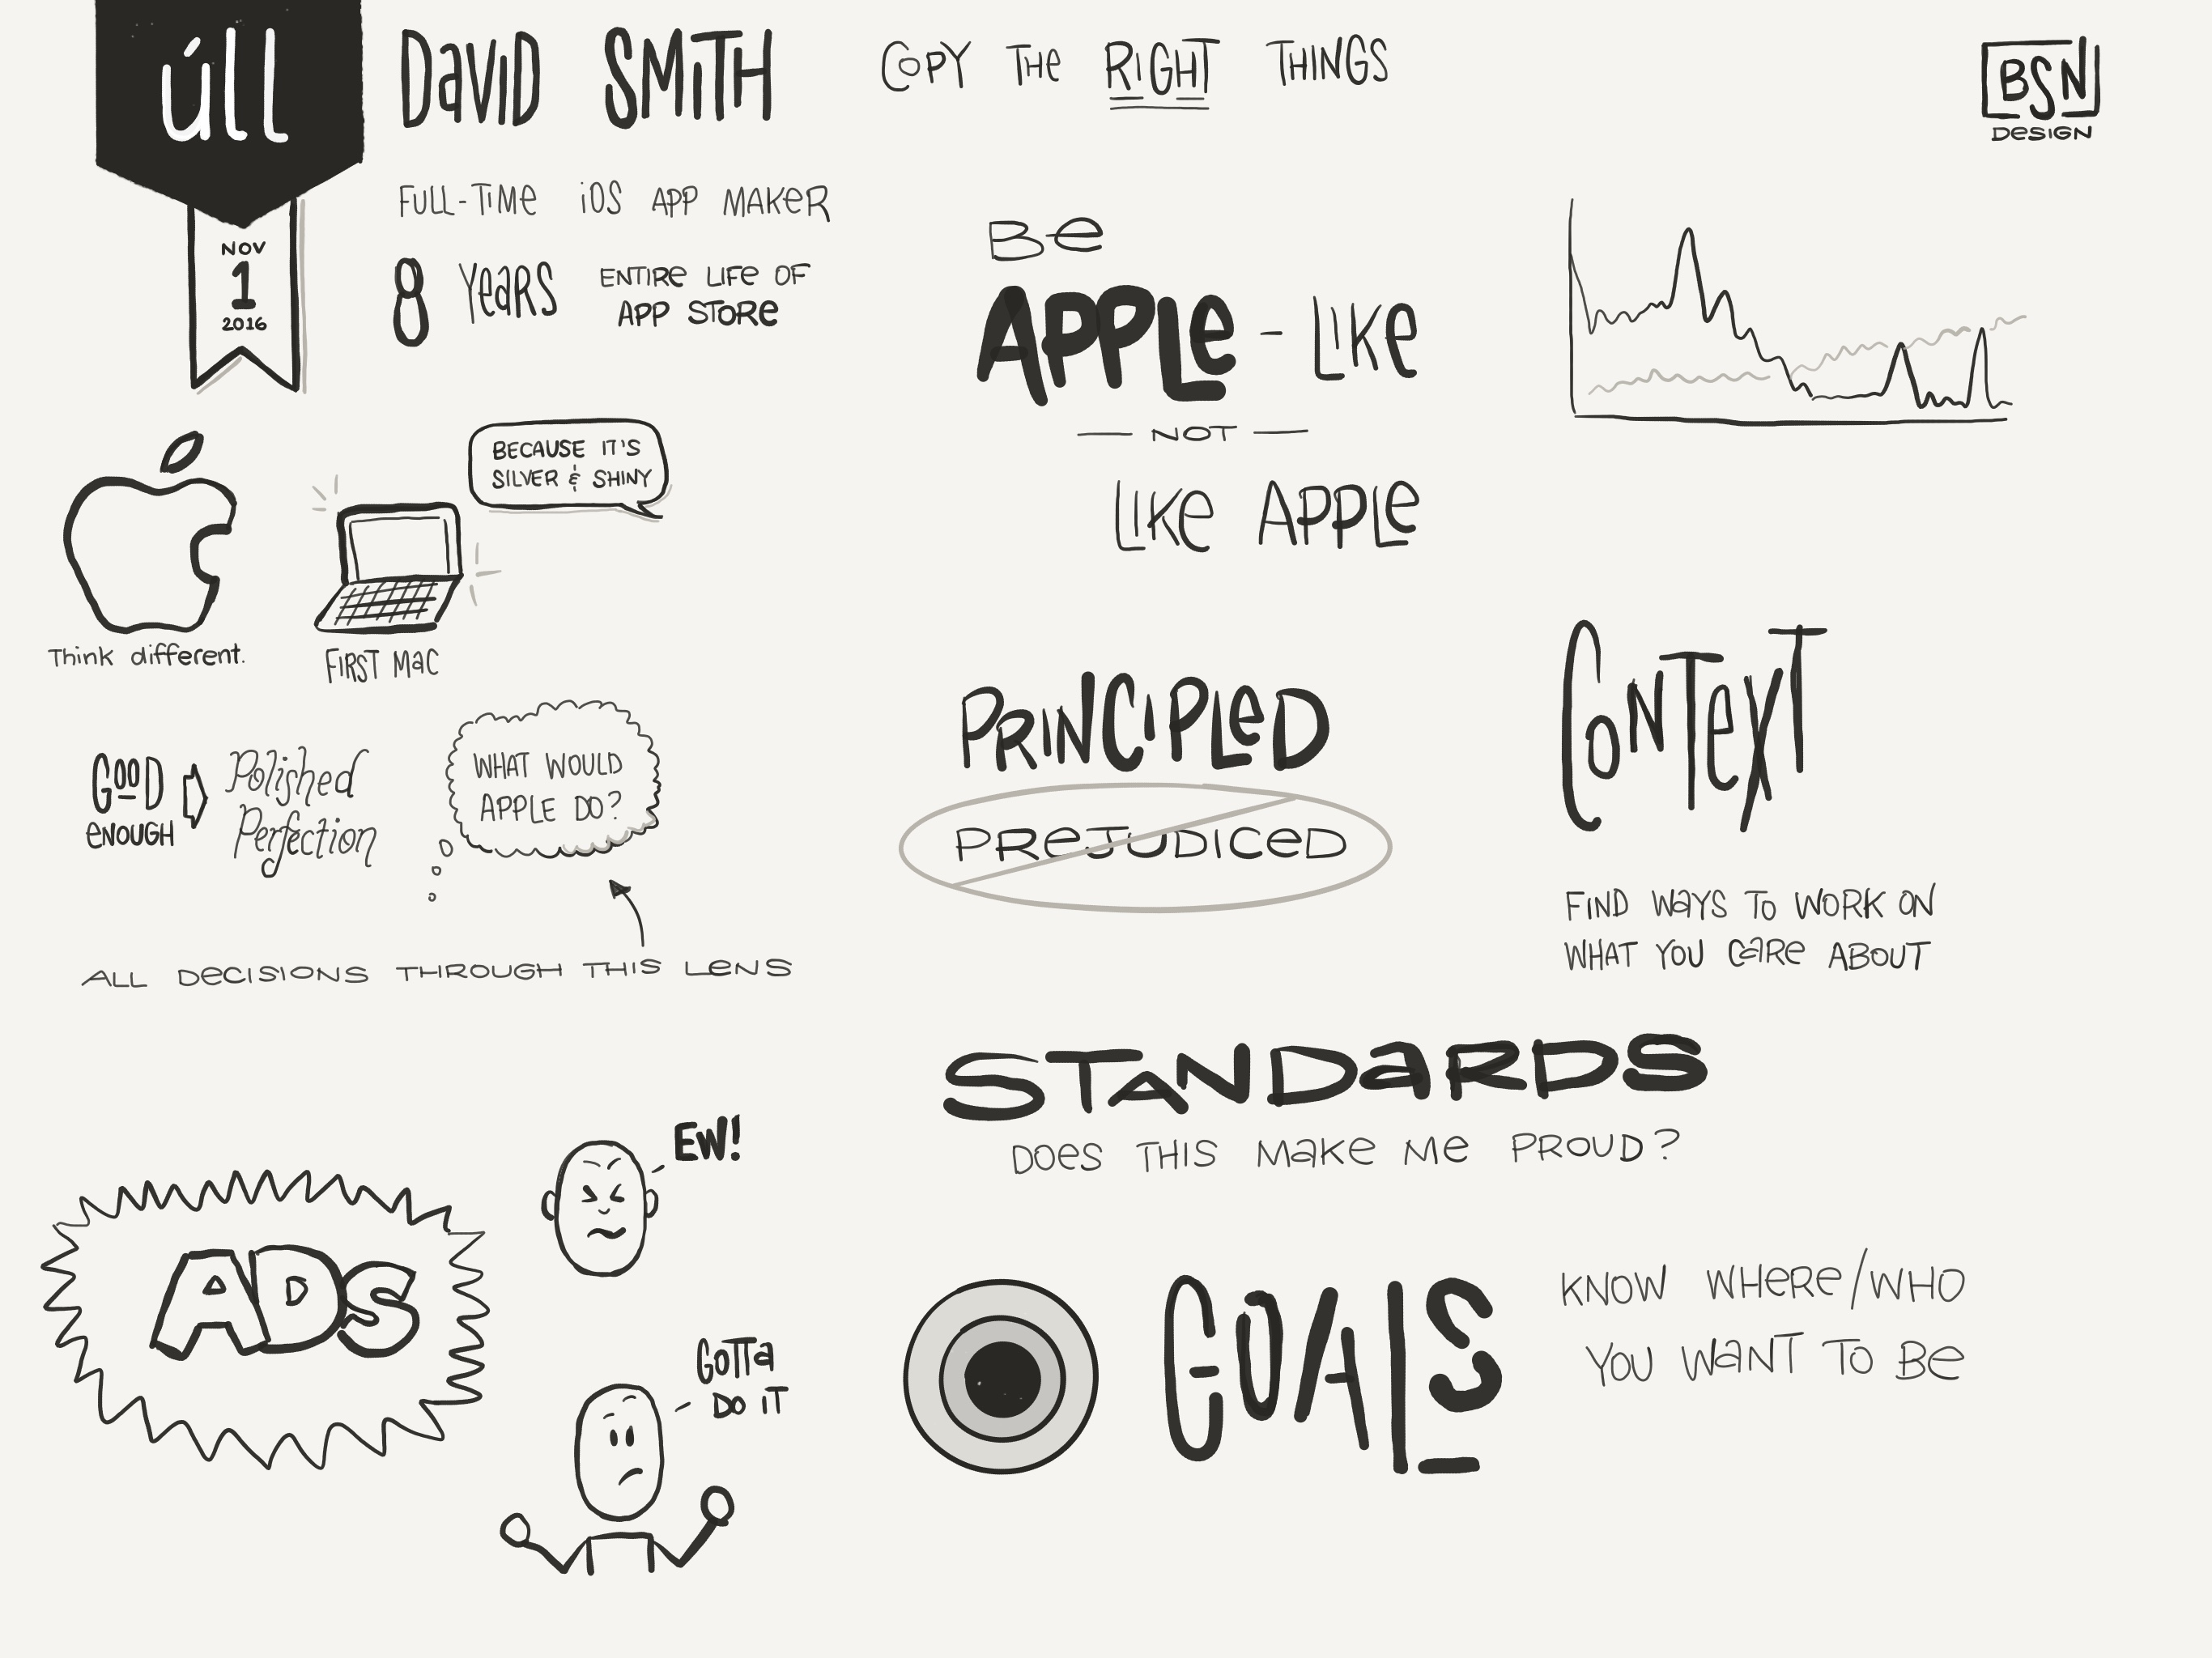 úll
NOV
1
2016
DaVID SMiTH
FULL-TiMe iOS APP MAKeR
8 YeaRS
ENTIRe LIFe OF
APP SToRe
BECAUSE IT'S
SILVER & SHINY
Think different.
FIRST MaC
GOOD
eNOUGH
Polished
Perfection
WHAT WOULD
APPLE DO?
ALL DeCISIONS THROUGH THIS LeNS
ADS
EW!
GoTTa
DO iT
COPY THe RIGHT THINGS
Be
APPLe - LiKe
— NOT —
LIKe APPLe
PRINCIPLeD
PReJUDICeD
BSN
DeSIGN
CoNTeXT
FIND WaYS To WORK ON
WHAT YOU CaRe ABOUT
STANDaRDS
DOeS THIS MaKe Me PROUD?
GOALS
KNOW WHeRe/WHO
YOU WaNT TO Be